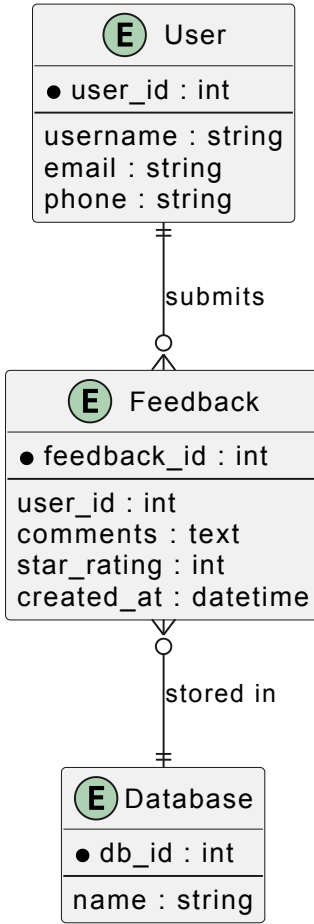 E User
● user_id : int
username : string
email : string
phone : string
submits
E Feedback
● feedback_id : int
user_id : int
comments : text
star_rating : int
created_at : datetime
stored in
E Database
● db_id : int
name : string